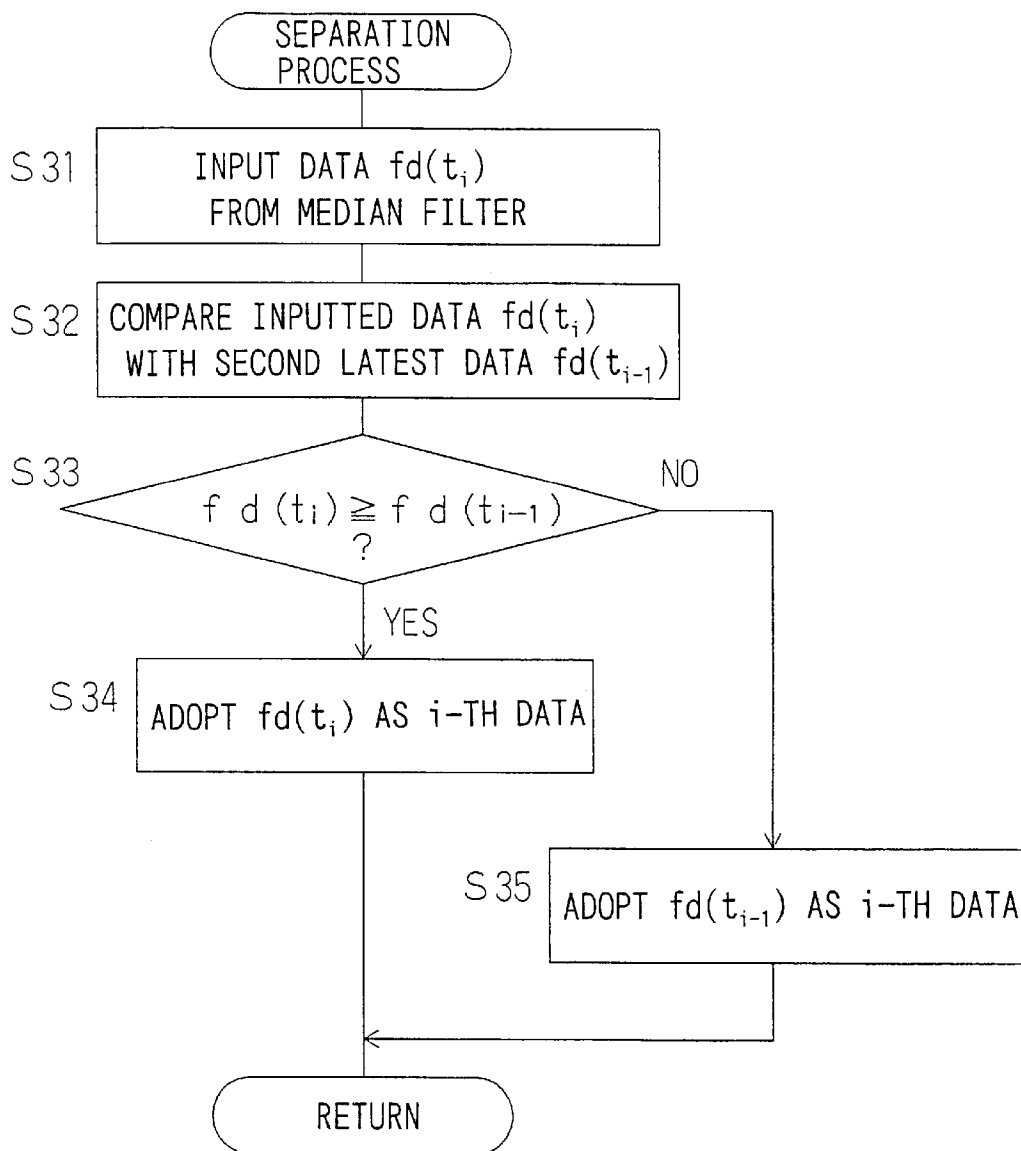 SEPARATION
PROCESS
S31
INPUT DATA fd(tᵢ)
FROM MEDIAN FILTER
S32
COMPARE INPUTTED DATA fd(tᵢ)
WITH SECOND LATEST DATA fd(tᵢ₋₁)
S33
fd(tᵢ)≧fd(tᵢ₋₁)
?
NO
YES
S34
ADOPT fd(tᵢ) AS i-TH DATA
S35
ADOPT fd(tᵢ₋₁) AS i-TH DATA
RETURN